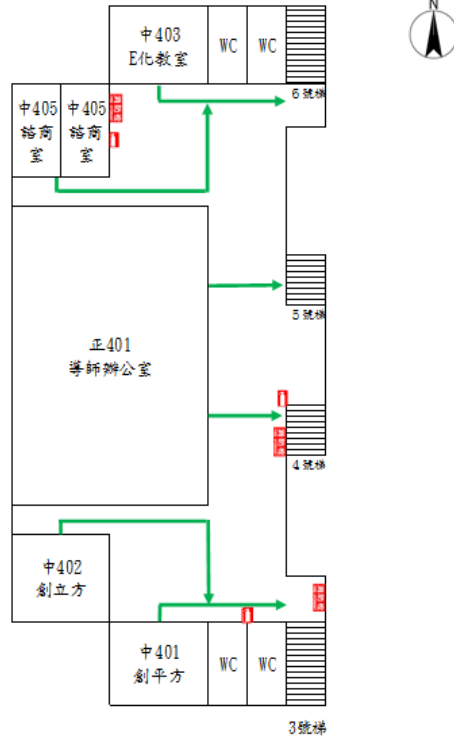 N
中403
E化教室
WC
WC
6號梯
中405
諮商
室
中405
諮商
室
5號梯
正401
導師辦公室
4號梯
中402
創立方
中401
創平方
WC
WC
3號梯